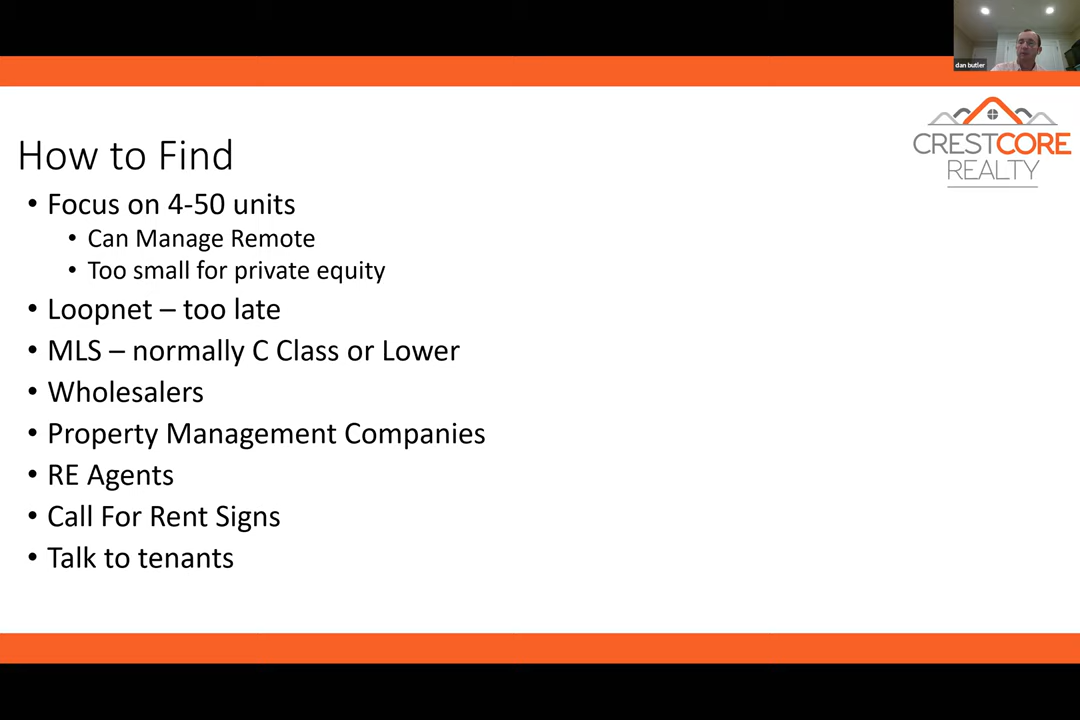 dan butler
CRESTCORE
REALTY
How to Find
• Focus on 4-50 units
• Can Manage Remote
• Too small for private equity
• Loopnet – too late
• MLS – normally C Class or Lower
• Wholesalers
• Property Management Companies
• RE Agents
• Call For Rent Signs
• Talk to tenants